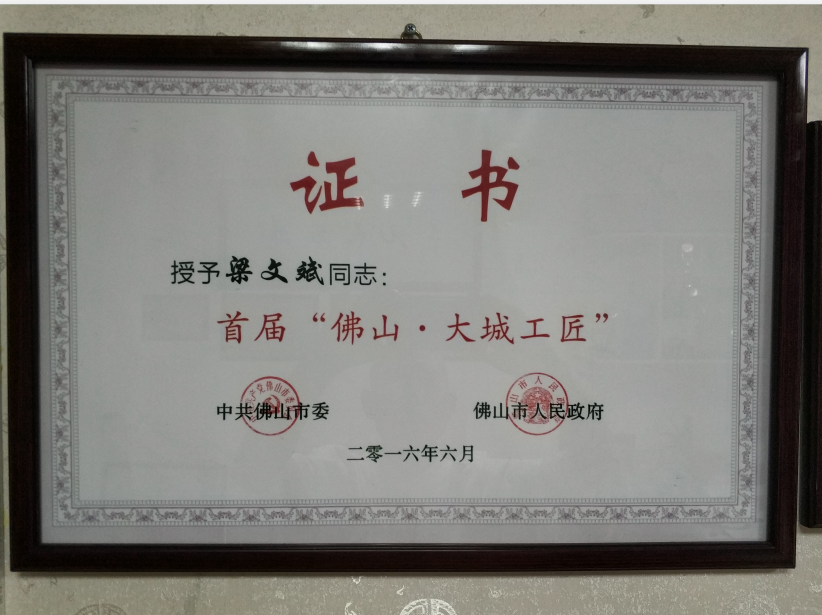 证 书
授予梁文斌同志：
首届“佛山·大城工匠”
中共佛山市委 佛山市人民政府
二零一六年六月